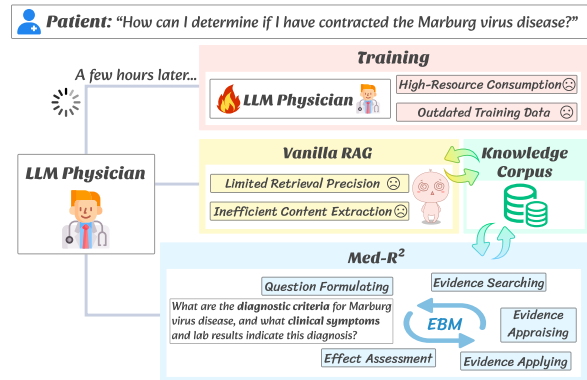 Patient: “How can I determine if I have contracted the Marburg virus disease?”
A few hours later...
LLM Physician
Training
LLM Physician
High-Resource Consumption
Outdated Training Data
Vanilla RAG
Limited Retrieval Precision
Inefficient Content Extraction
Knowledge
Corpus
Med-R²
Question Formulating
What are the diagnostic criteria for Marburg
virus disease, and what clinical symptoms
and lab results indicate this diagnosis?
Evidence Searching
EBM
Evidence
Appraising
Effect Assessment
Evidence Applying